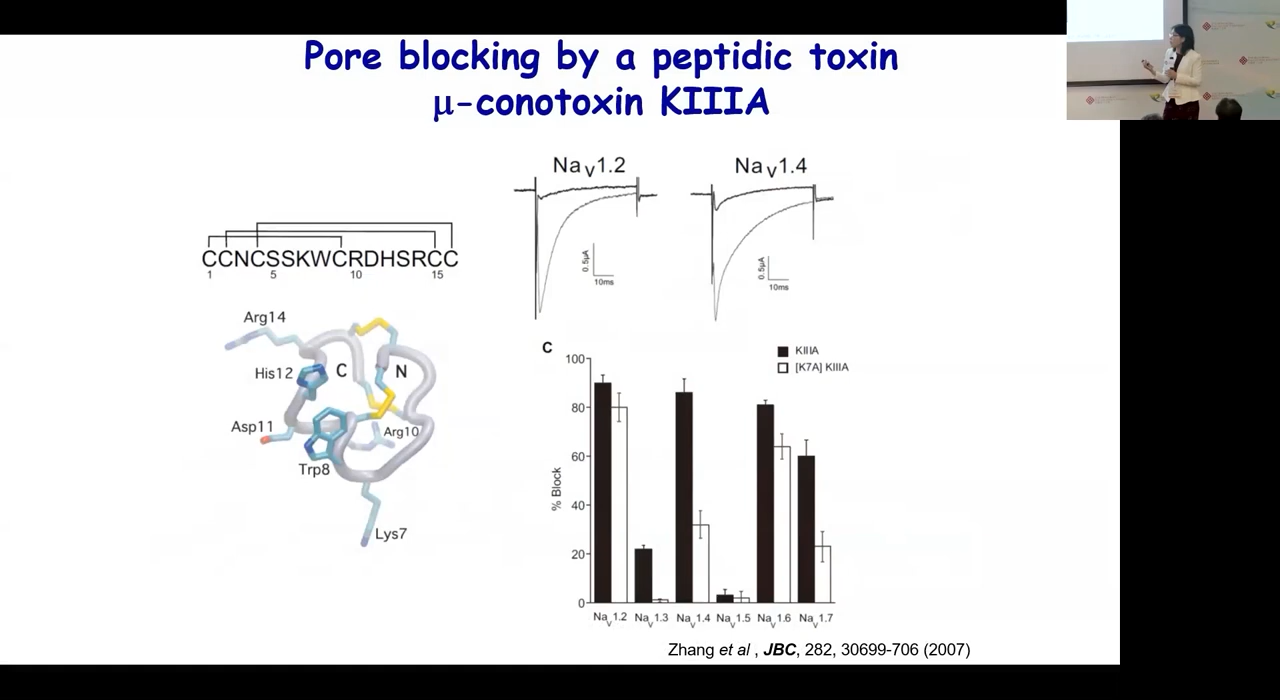 Pore blocking by a peptidic toxin
μ-conotoxin KIIIA
NaV1.2
NaV1.4
0.5μA
10ms
0.5μA
10ms
CCNCSSKWCRDHSRCC
1 5 10 15
Arg14
His12
C
N
Asp11
Arg10
Trp8
Lys7
C
KIIIA
[K7A] KIIIA
% Block
100
80
60
40
20
0
NaV1.2 NaV1.3 NaV1.4 NaV1.5 NaV1.6 NaV1.7
Zhang et al , JBC, 282, 30699-706 (2007)